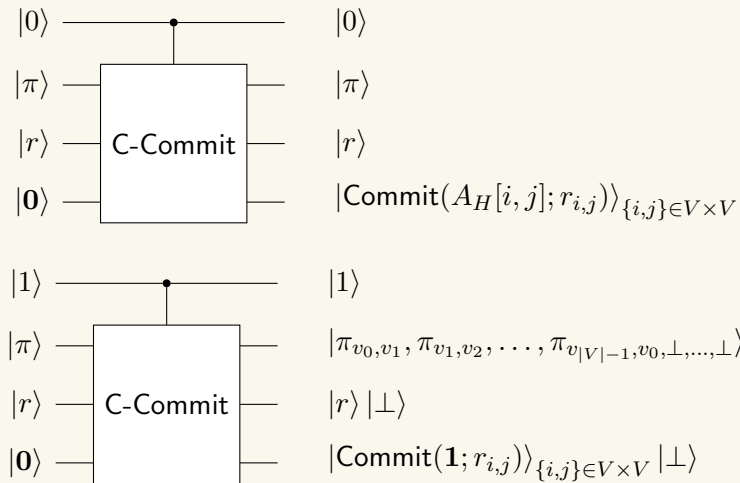 |0⟩ |0⟩
|π⟩ |π⟩
|r⟩ C-Commit |r⟩
|𝟎⟩ |Commit(A_H[i, j]; r_{i,j})⟩_{{i,j}∈V×V}
|1⟩ |1⟩
|π⟩ |π_{v_0,v_1}, π_{v_1,v_2}, . . . , π_{v_{|V|−1},v_0,⊥,...,⊥}⟩
|r⟩ C-Commit |r⟩ |⊥⟩
|𝟎⟩ |Commit(𝟏; r_{i,j})⟩_{{i,j}∈V×V} |⊥⟩